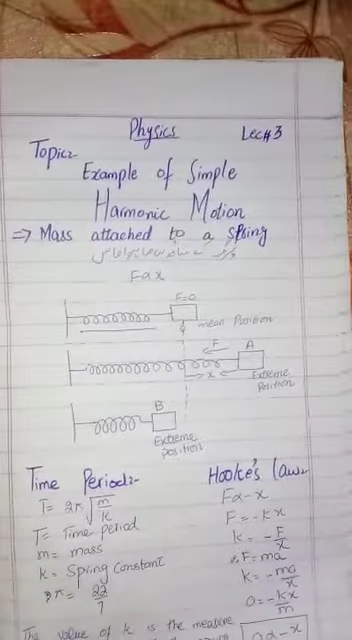 Physics Lec#3
Topic:-
Example of Simple
Harmonic Motion
⇒ Mass attached to a spring
F α x
F=0
mean Position
F A
x Extreme Position
B
Extreme position
Time Period:-
T = 2π√(m/k)
T = Time period
m = mass
k = Spring Constant
π = 22/7
Hooke's law:-
F α - x
F = - k x
k = - F/x
∴ F = ma
k = - ma/x
a = - kx/m
a α - x
The value of k is the measure